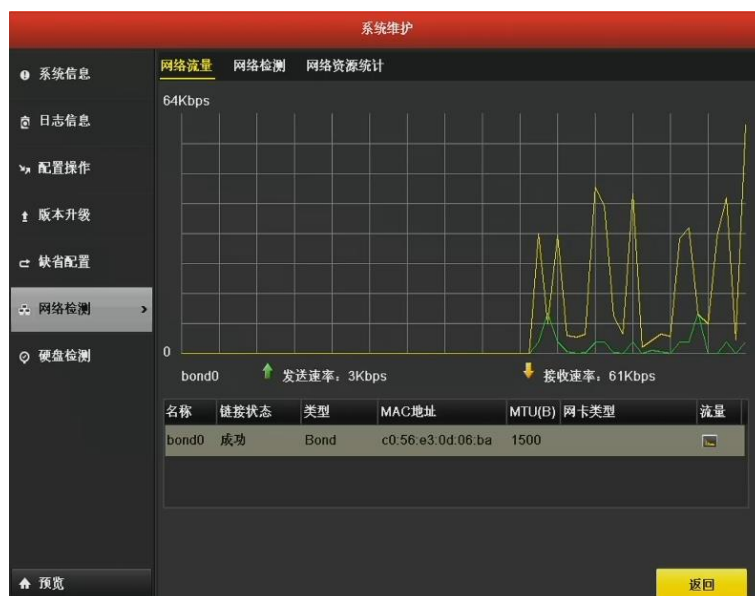 系统维护
系统信息
日志信息
配置操作
版本升级
缺省配置
网络检测
硬盘检测
预览
网络流量 网络检测 网络资源统计
64Kbps
0
bond0 发送速率：3Kbps 接收速率：61Kbps
名称 链接状态 类型 MAC地址 MTU(B) 网卡类型 流量
bond0 成功 Bond c0:56:e3:0d:06:ba 1500
返回